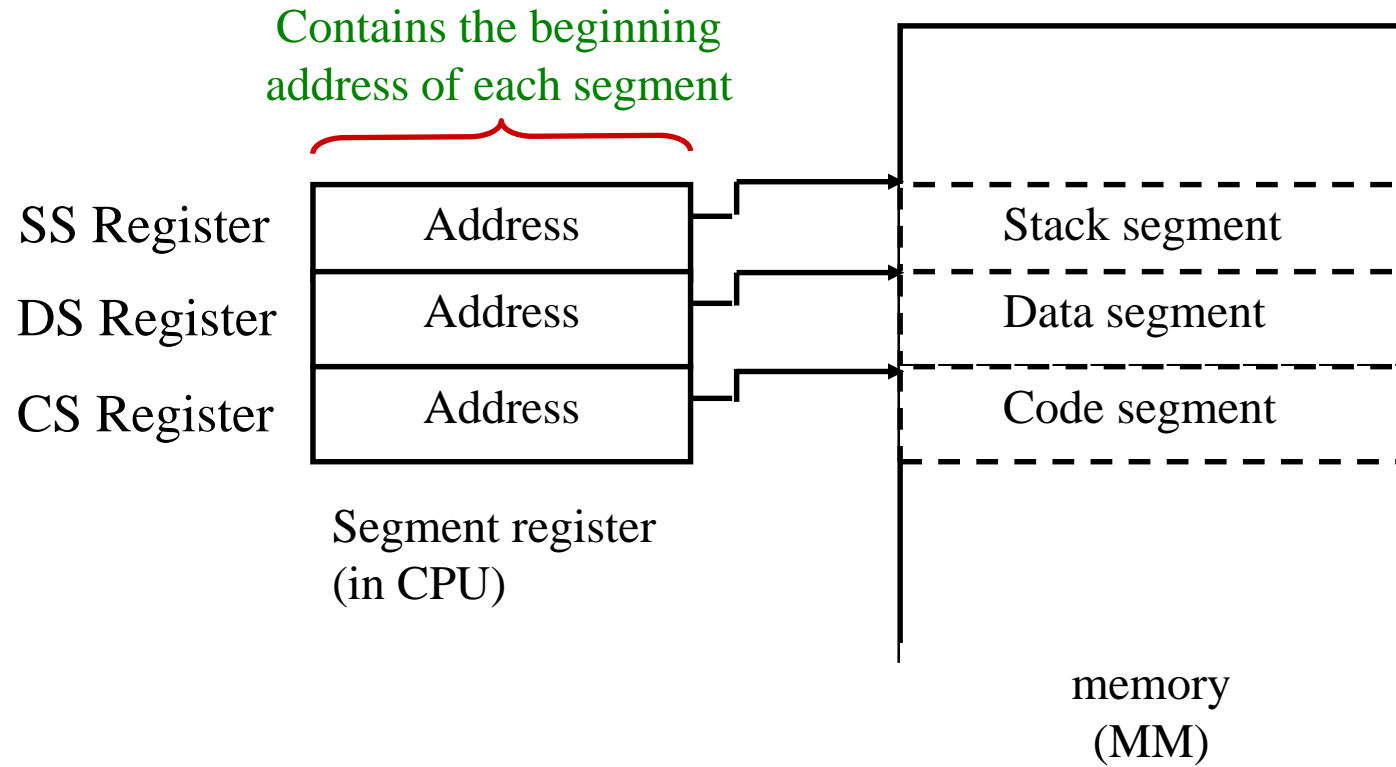 Contains the beginning
address of each segment
SS Register
Address
Stack segment
DS Register
Address
Data segment
CS Register
Address
Code segment
Segment register
(in CPU)
memory
(MM)